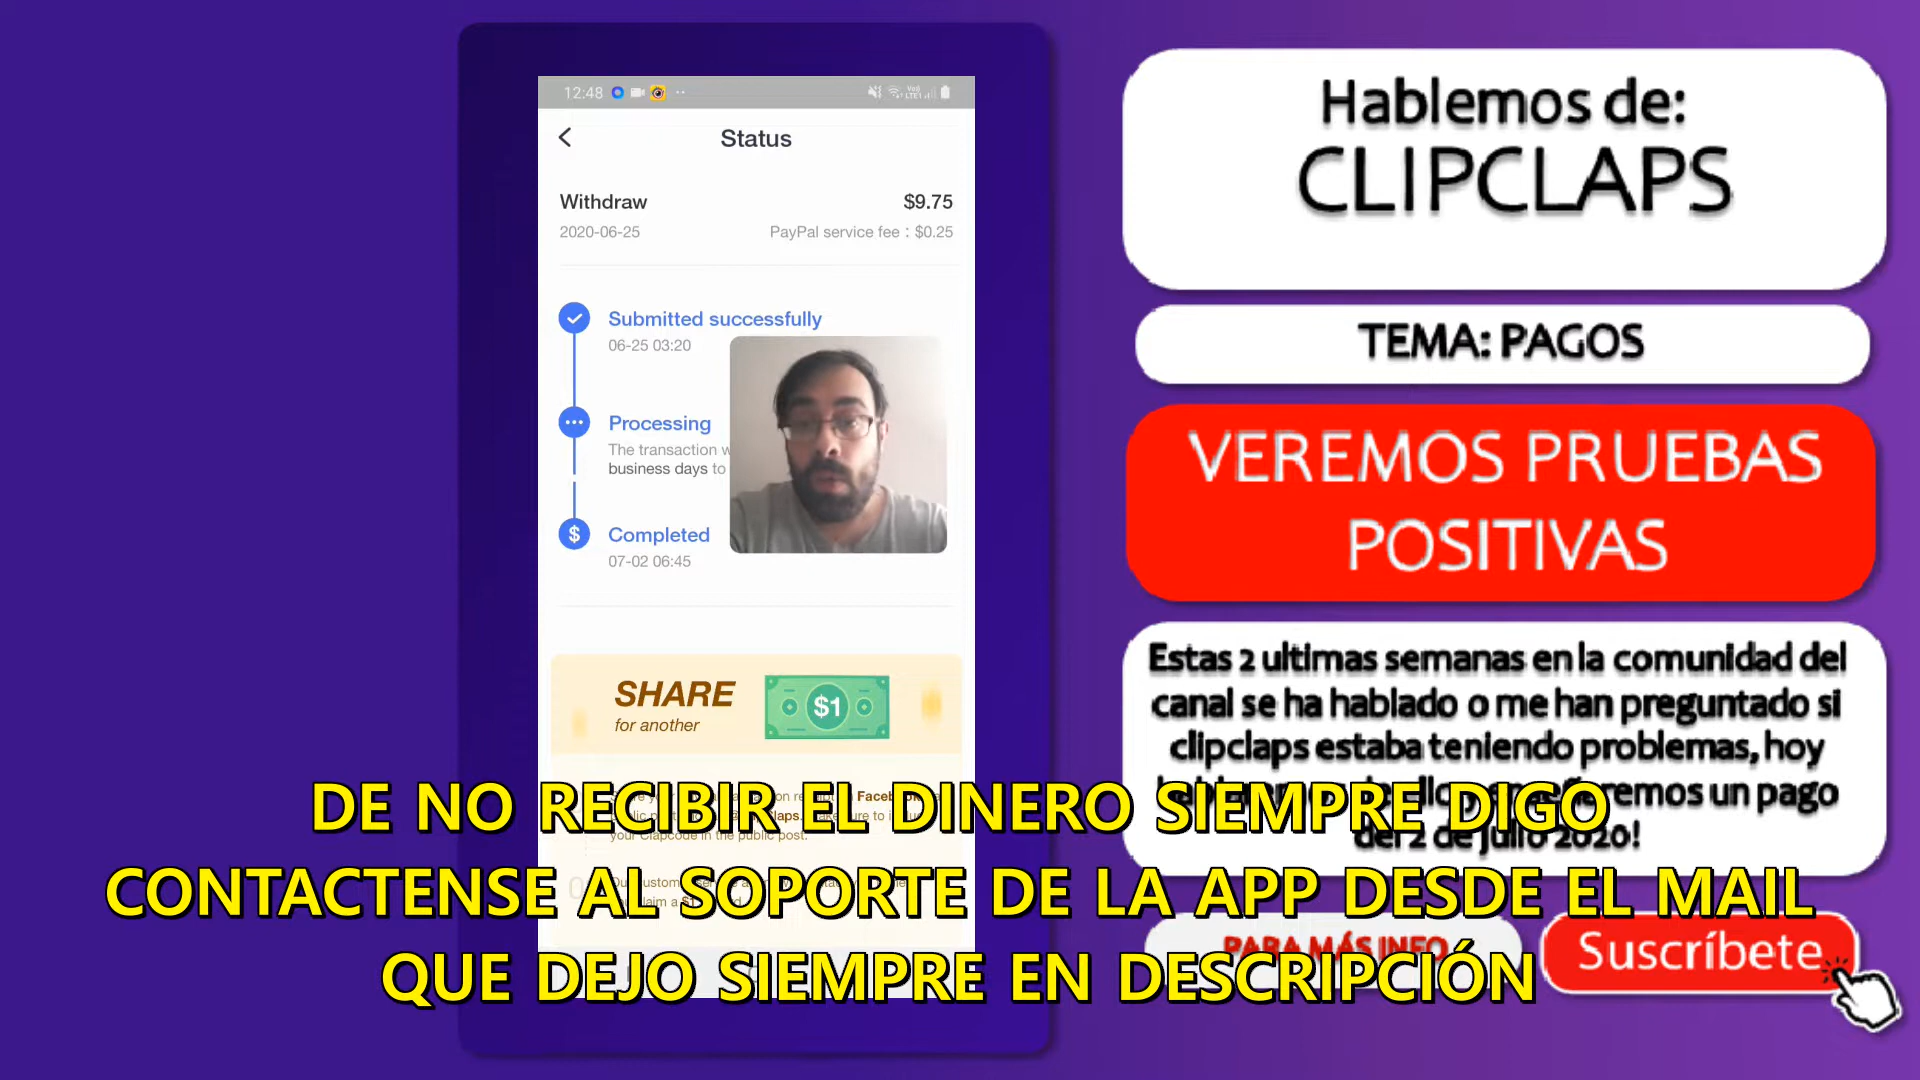 12:48
Status
Withdraw $9.75
2020-06-25 PayPal service fee : $0.25
Submitted successfully
06-25 03:20
Processing
The transaction
business days to
Completed
07-02 06:45
SHARE
for another
$1
your Clapcode in the public post.
Hablemos de:
CLIPCLAPS
TEMA: PAGOS
VEREMOS PRUEBAS
POSITIVAS
Estas 2 ultimas semanas en la comunidad del
canal se ha hablado o me han preguntado si
clipclaps estaba teniendo problemas, hoy
un pago
del 2 de julio 2020!
PARA MÁS INFO
Suscríbete
DE NO RECIBIR EL DINERO SIEMPRE DIGO
CONTACTENSE AL SOPORTE DE LA APP DESDE EL MAIL
QUE DEJO SIEMPRE EN DESCRIPCIÓN